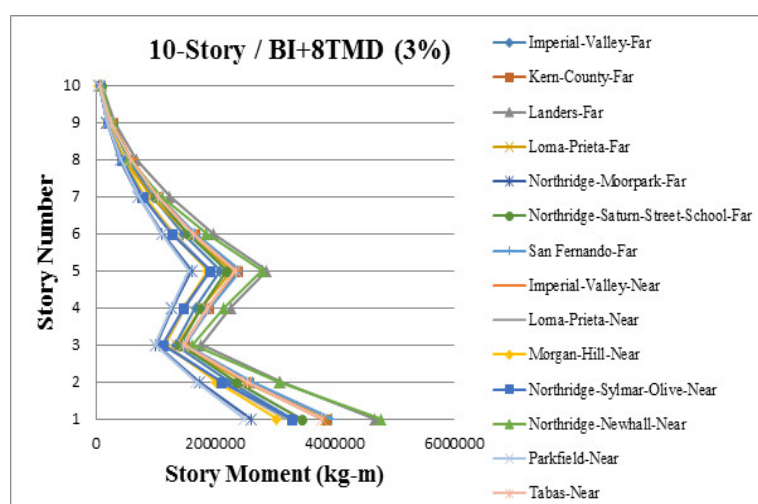 10-Story / BI+8TMD (3%)
Story Number
10
9
8
7
6
5
4
3
2
1
0
2000000
4000000
6000000
Story Moment (kg-m)
Imperial-Valley-Far
Kern-County-Far
Landers-Far
Loma-Prieta-Far
Northridge-Moorpark-Far
Northridge-Saturn-Street-School-Far
San Fernando-Far
Imperial-Valley-Near
Loma-Prieta-Near
Morgan-Hill-Near
Northridge-Sylmar-Olive-Near
Northridge-Newhall-Near
Parkfield-Near
Tabas-Near